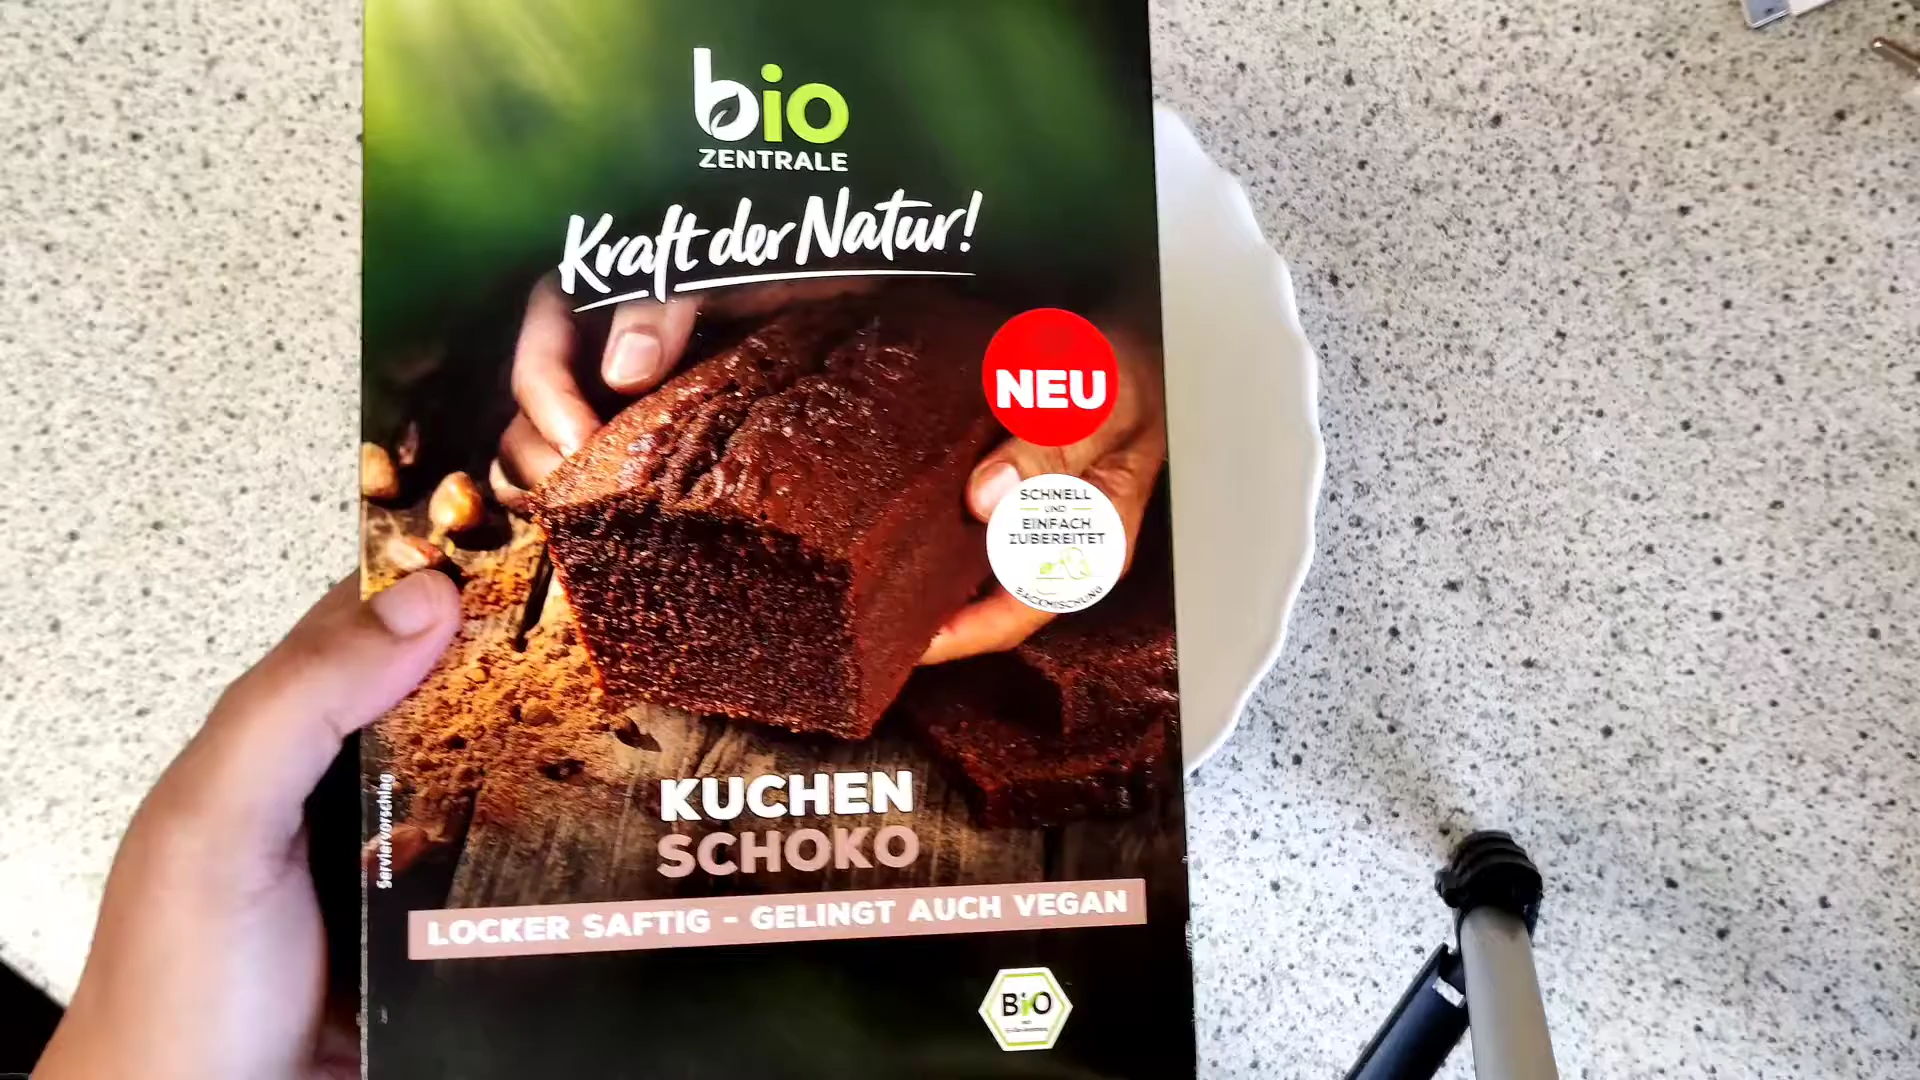 bio
ZENTRALE
Kraft der Natur!
NEU
SCHNELL
UND
EINFACH
ZUBEREITET
BACKMISCHUNG
KUCHEN
SCHOKO
LOCKER SAFTIG - GELINGT AUCH VEGAN
Serviervorschlag
BiO